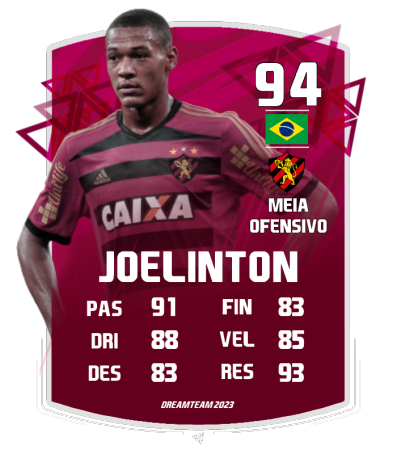 94
MEIA
OFENSIVO
CAIXA
JOELINTON
PAS 91 FIN 83
DRI 88 VEL 85
DES 83 RES 93
DREAMTEAM 2023